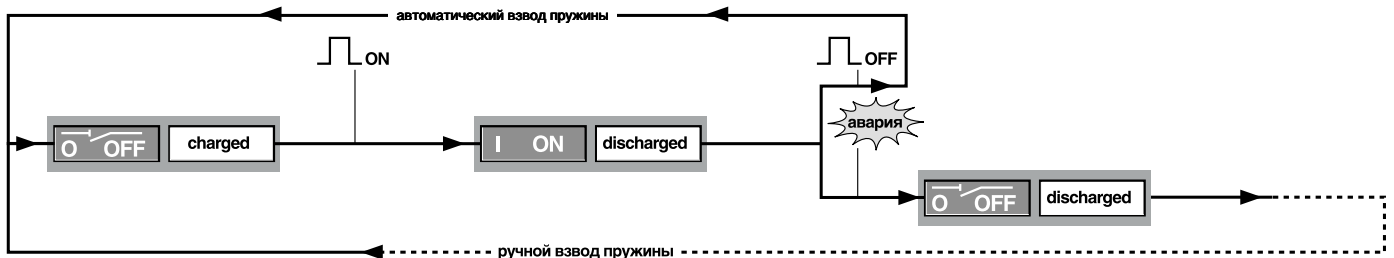 автоматический взвод пружины
ON
OFF
авария
O OFF
charged
I ON
discharged
O OFF
discharged
ручной взвод пружины